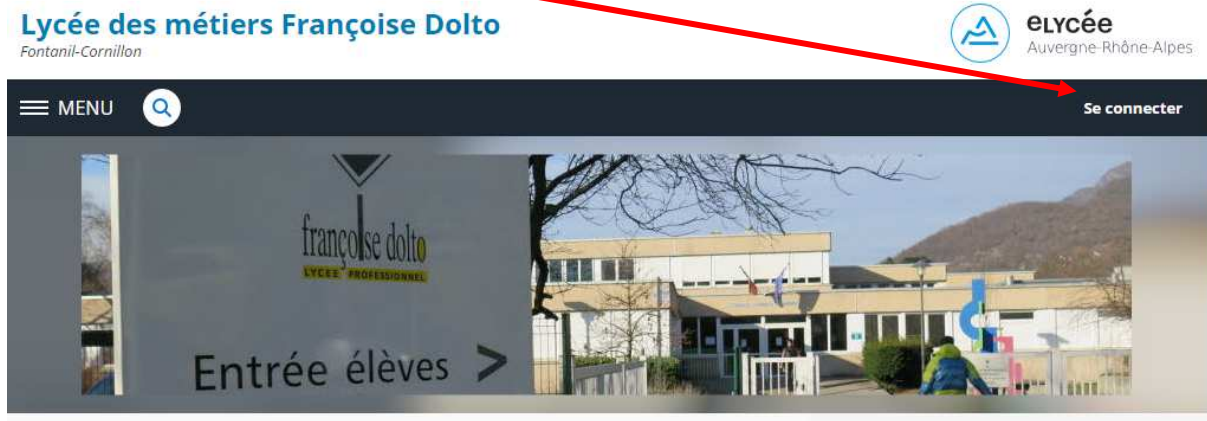 Lycée des métiers Françoise Dolto
Fontanil-Cornillon
eLYcée
Auvergne-Rhône-Alpes
MENU
Se connecter
françoise dolto
LYCEE PROFESSIONNEL
Entrée élèves >